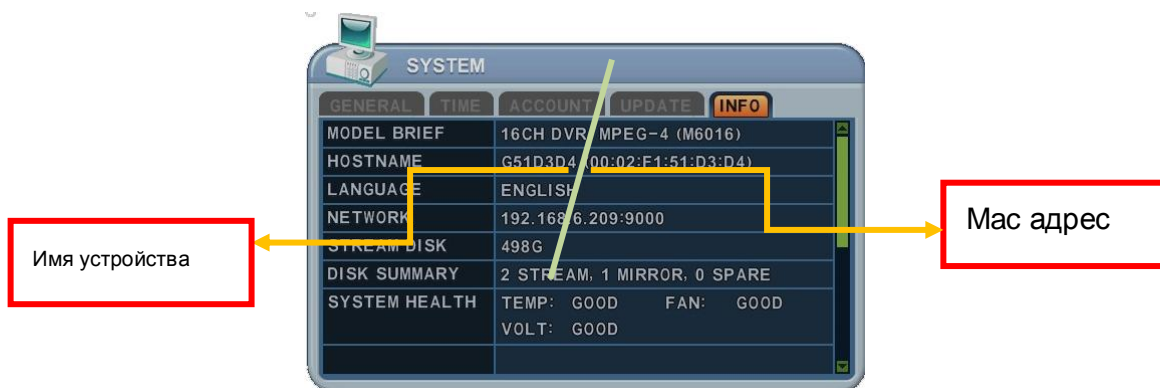 SYSTEM
GENERAL TIME ACCOUNT UPDATE INFO
MODEL BRIEF 16CH DVR, MPEG-4 (M6016)
HOSTNAME G51D3D4 (00:02:F1:51:D3:D4)
LANGUAGE ENGLISH
NETWORK 192.168.6.209:9000
STREAM DISK 498G
DISK SUMMARY 2 STREAM, 1 MIRROR, 0 SPARE
SYSTEM HEALTH TEMP: GOOD FAN: GOOD
VOLT: GOOD
Имя устройства
Мас адрес